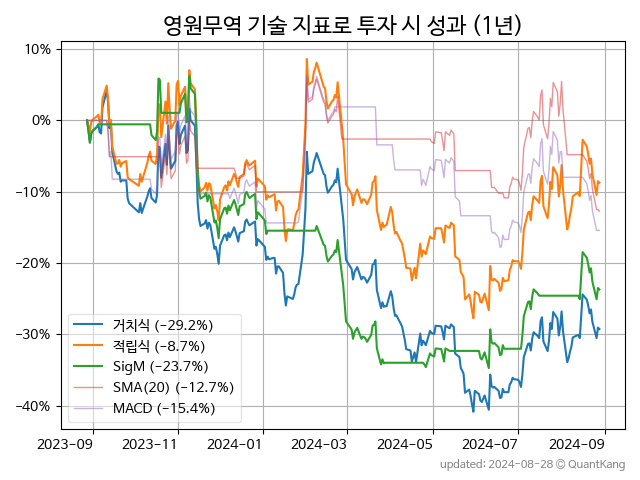 영원무역 기술 지표로 투자 시 성과 (1년)
10%
0%
−10%
−20%
−30%
−40%
거치식 (−29.2%)
적립식 (−8.7%)
SigM (−23.7%)
SMA(20) (−12.7%)
MACD (−15.4%)
2023-09 2023-11 2024-01 2024-03 2024-05 2024-07 2024-09
updated: 2024-08-28 © QuantKang